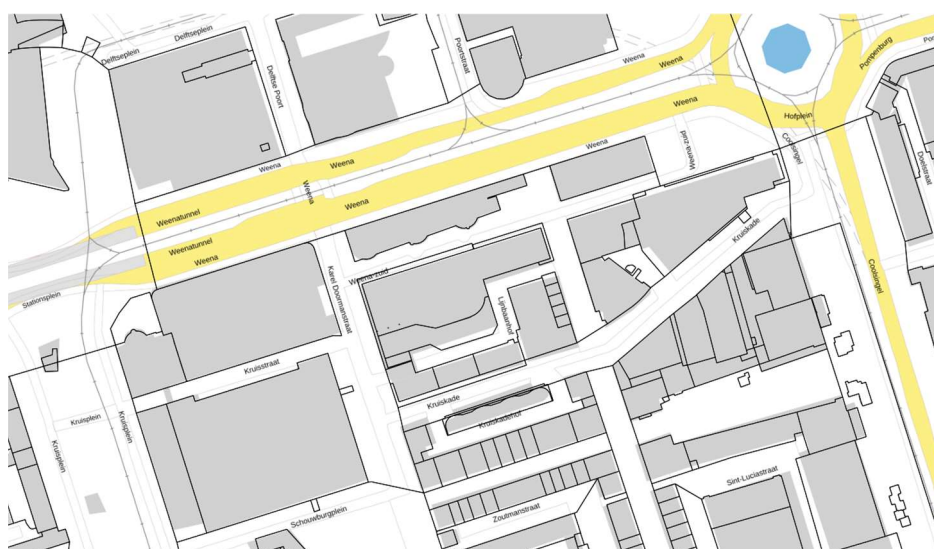 Delftseplein
Delftseplein
Poortstraat
Weena
Weena
Pompenburg
Pom
Delftse Poort
Weena
Hofplein
Coolsingel
Doelstraat
Weena
Weena
Weena
Weena-zuid
Weena
Weena
Weenatunnel
Weenatunnel
Weena
Kruiskade
Stationsplein
Karel Doormanstraat
Weena-zuid
Lijnbaanhof
Coolsingel
Kruisstraat
Kruiskade
Kruiskadehof
Kruisplein
Kruisplein
Kruisplein
Sint-Luciastraat
Schouwburgplein
Zoutmanstraat